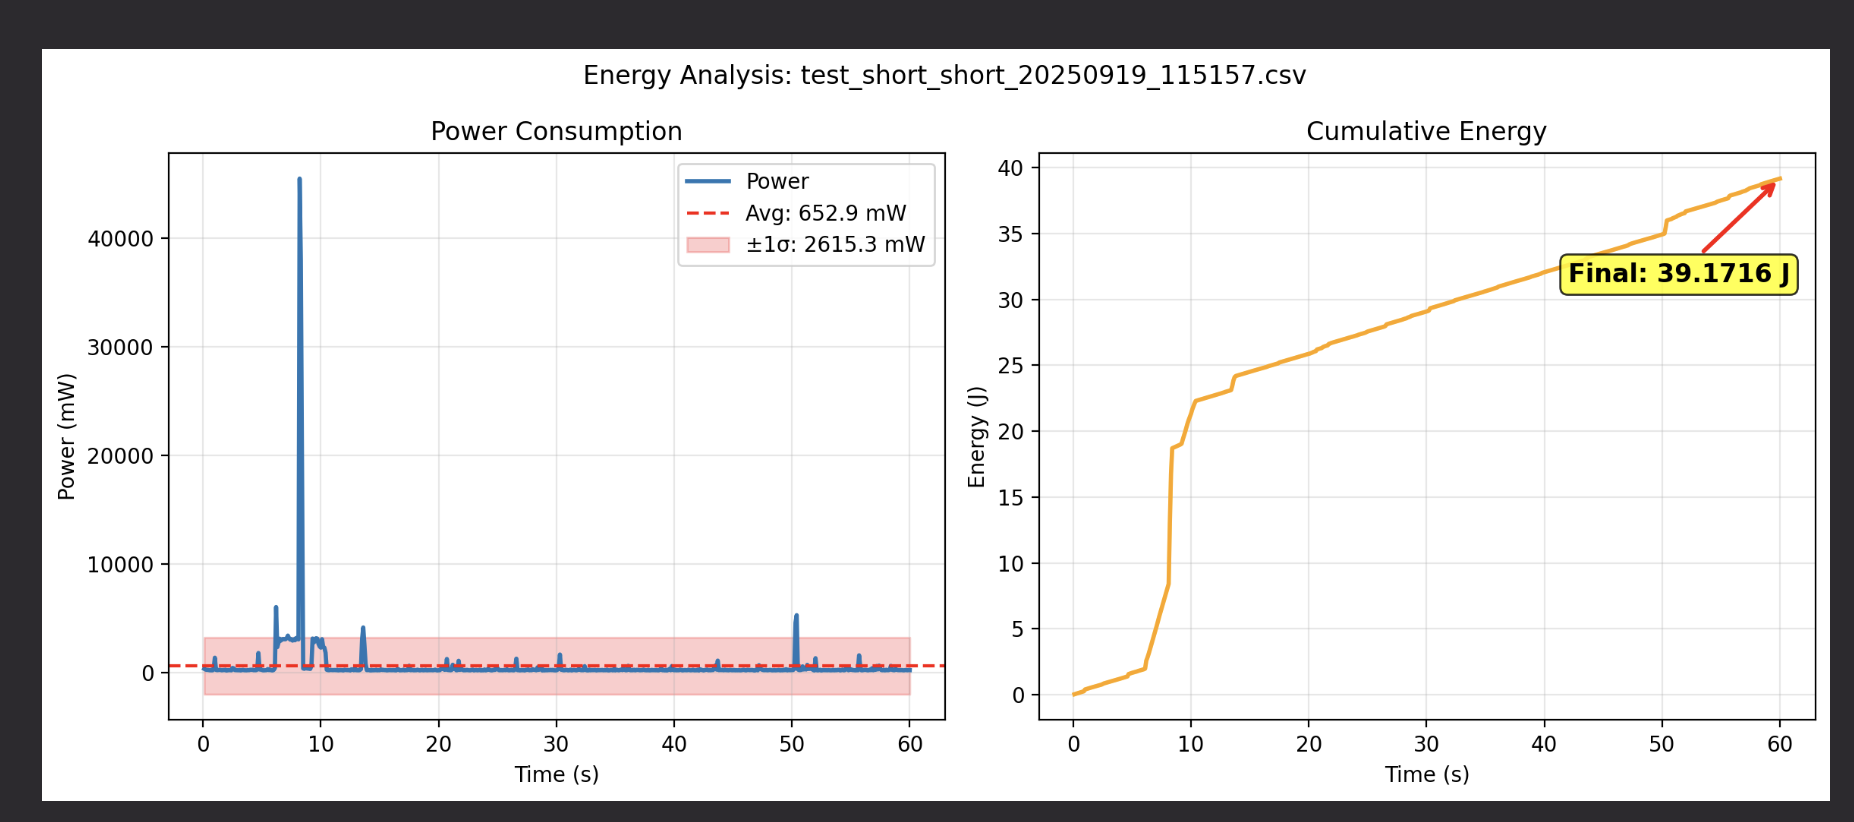 Energy Analysis: test_short_short_20250919_115157.csv
Power Consumption
Power (mW)
40000
30000
20000
10000
0
Power
Avg: 652.9 mW
±1σ: 2615.3 mW
0 10 20 30 40 50 60
Time (s)
Cumulative Energy
Energy (J)
40
35
30
25
20
15
10
5
0
Final: 39.1716 J
0 10 20 30 40 50 60
Time (s)